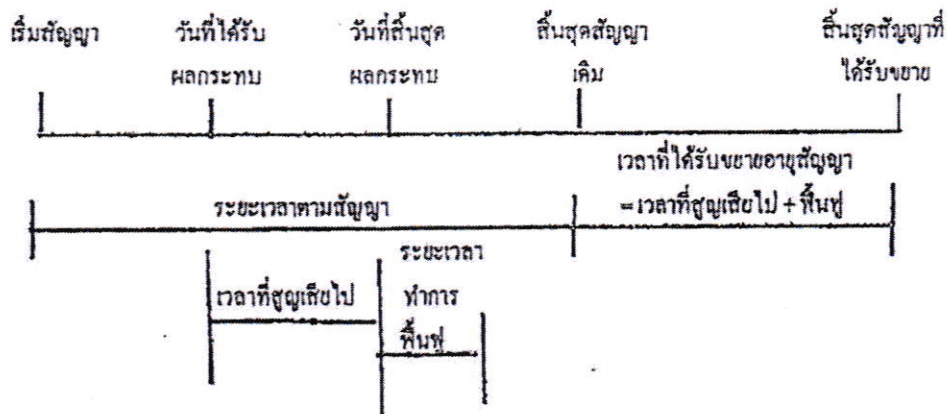 เริ่มสัญญา
วันที่ได้รับ
ผลกระทบ
วันที่สิ้นสุด
ผลกระทบ
สิ้นสุดสัญญา
เดิม
สิ้นสุดสัญญาที่
ได้รับขยาย
เวลาที่ได้รับขยายอายุสัญญา
=เวลาที่สูญเสียไป + ฟื้นฟู
ระยะเวลาตามสัญญา
เวลาที่สูญเสียไป
ระยะเวลา
ทำการ
ฟื้นฟู